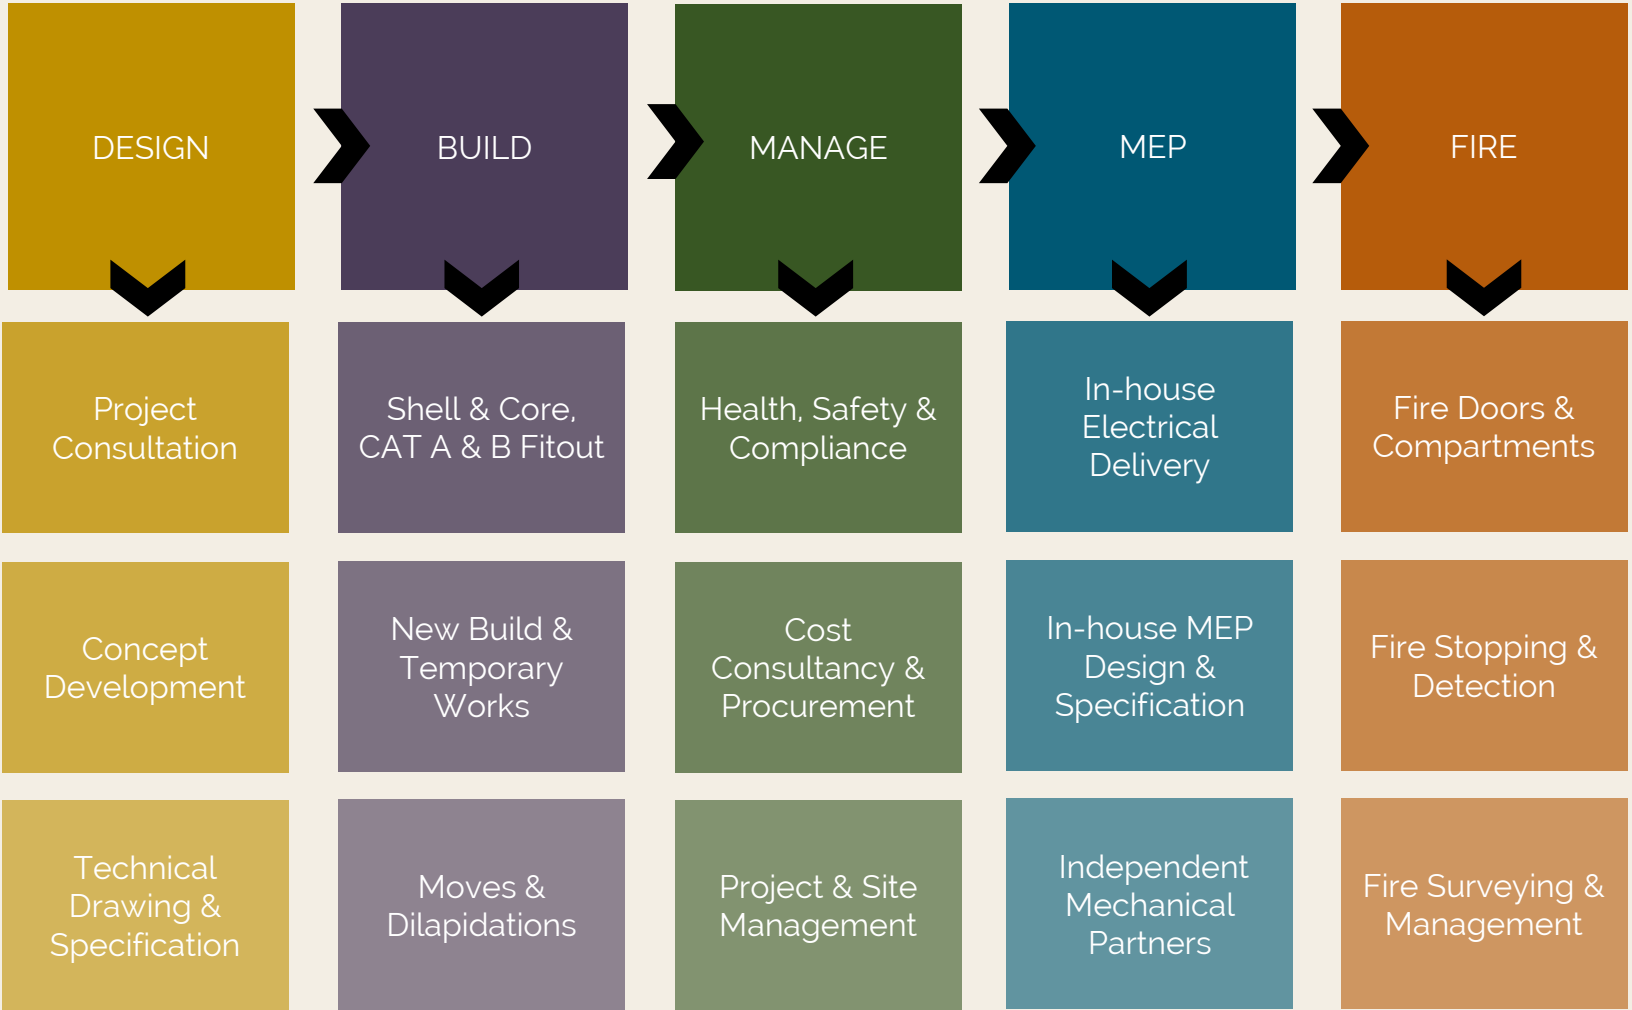 DESIGN
BUILD
MANAGE
MEP
FIRE
Project
Consultation
Shell & Core,
CAT A & B Fitout
Health, Safety &
Compliance
In-house
Electrical
Delivery
Fire Doors &
Compartments
Concept
Development
New Build &
Temporary
Works
Cost
Consultancy &
Procurement
In-house MEP
Design &
Specification
Fire Stopping &
Detection
Technical
Drawing &
Specification
Moves &
Dilapidations
Project & Site
Management
Independent
Mechanical
Partners
Fire Surveying &
Management